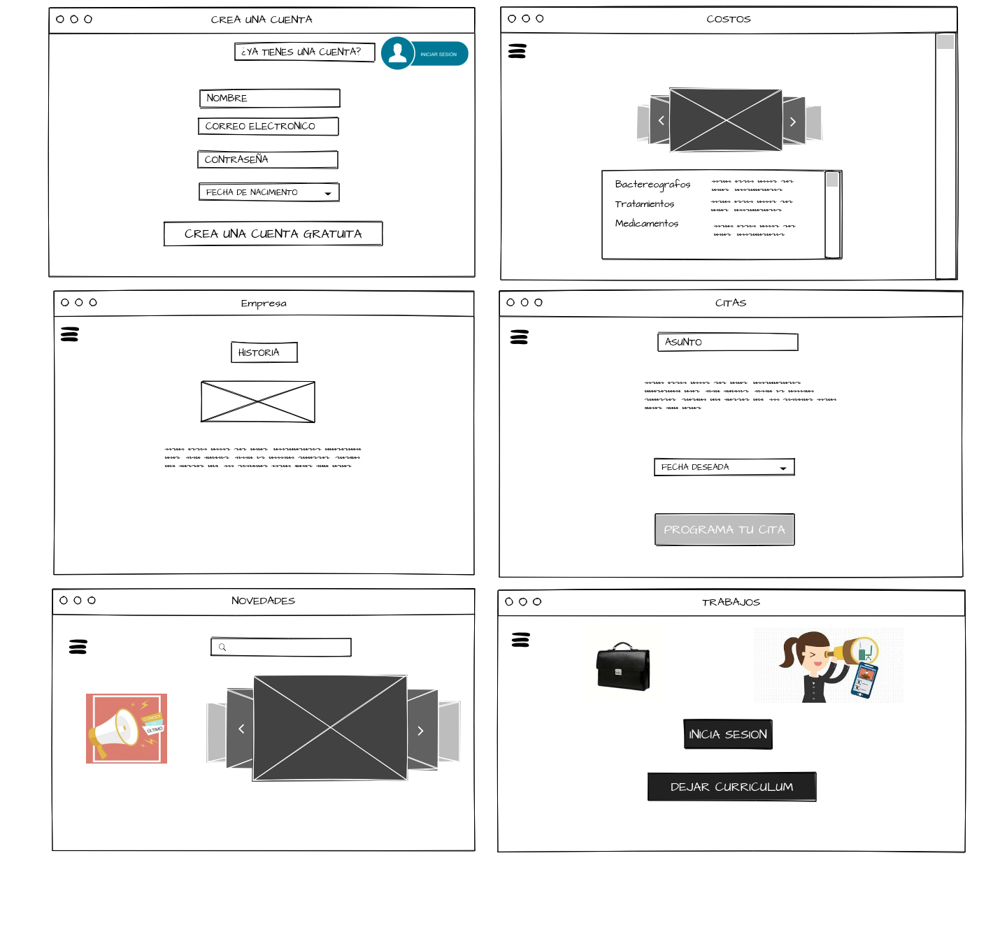 CREA UNA CUENTA
¿YA TIENES UNA CUENTA?
INICIAR SESIÓN
NOMBRE
CORREO ELECTRONICO
CONTRASEÑA
FECHA DE NACIMIENTO
CREA UNA CUENTA GRATUITA
COSTOS
Bactereografos
Tratamientos
Medicamentos
Empresa
HISTORIA
CITAS
ASUNTO
FECHA DESEADA
PROGRAMA TU CITA
NOVEDADES
CONOCE
ÚLTIMO
TRABAJOS
INICIA SESION
DEJAR CURRICULUM